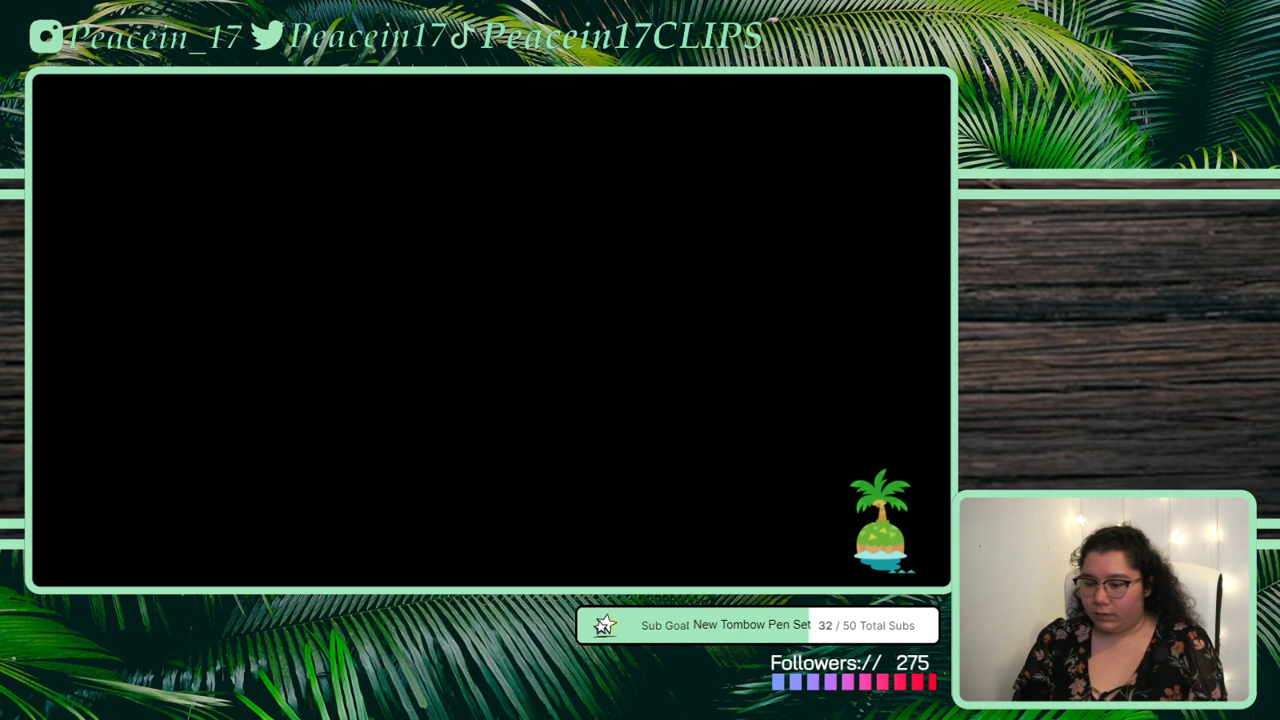 Peacein_17 Peacein17 Peacein17CLIPS
Sub Goal New Tombow Pen Set 32 / 50 Total Subs
Followers:// 275